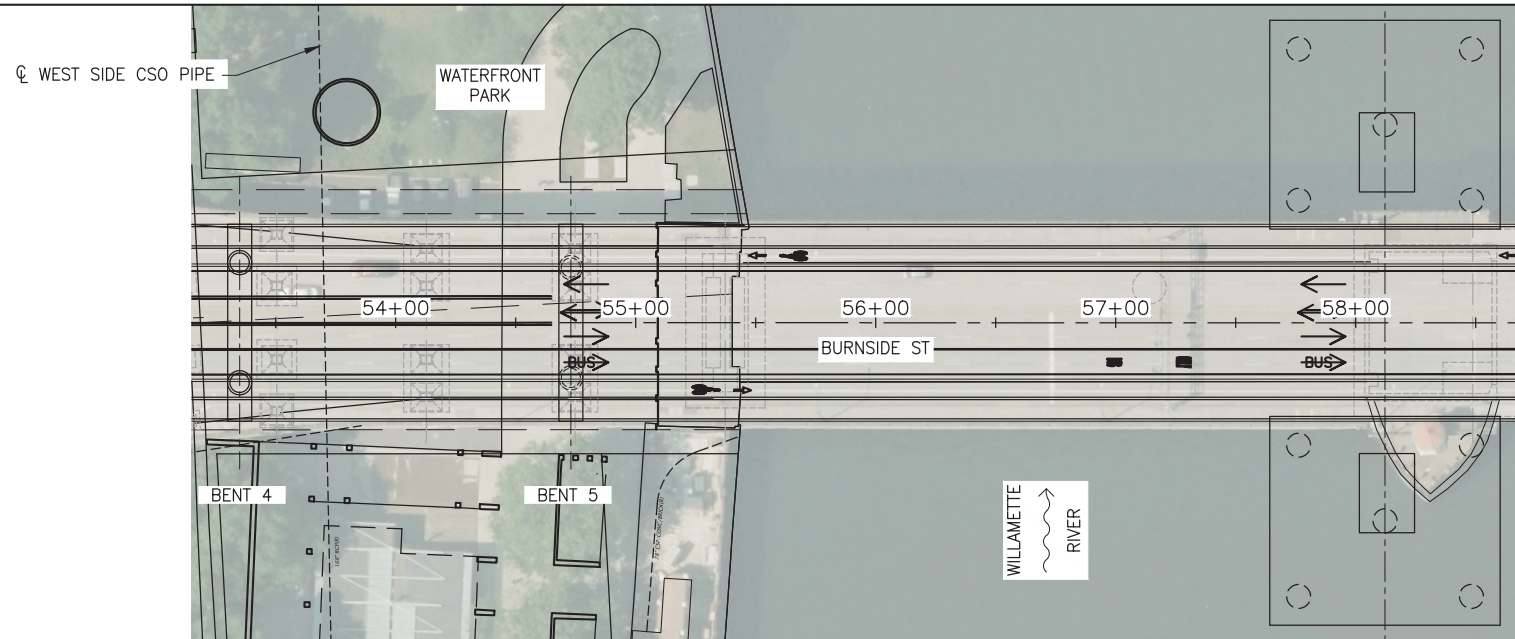 ℄ WEST SIDE CSO PIPE
WATERFRONT
PARK
54+00
55+00
56+00
57+00
58+00
BURNSIDE ST
BUS
BUS
BENT 4
BENT 5
WILLAMETTE
RIVER